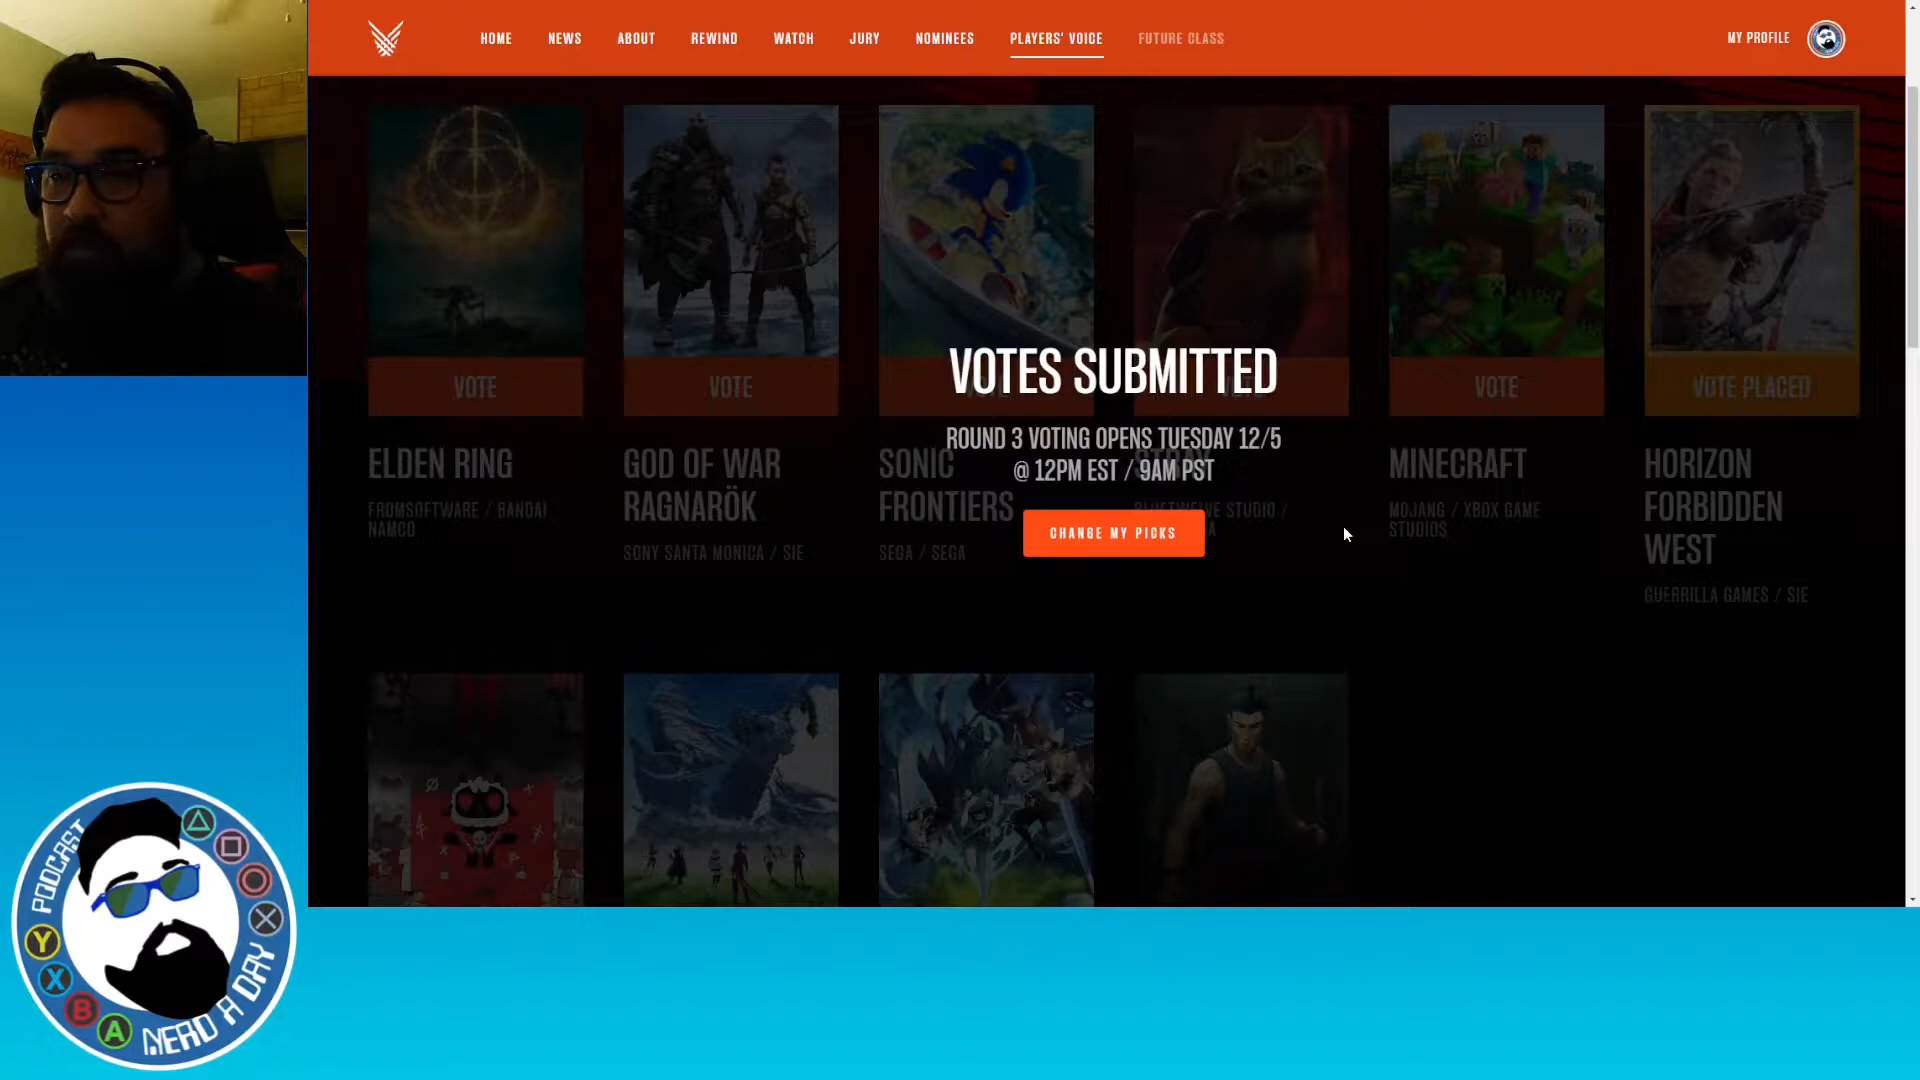 HOME NEWS ABOUT REWIND WATCH JURY NOMINEES PLAYERS' VOICE FUTURE CLASS MY PROFILE
VOTES SUBMITTED
ROUND 3 VOTING OPENS TUESDAY 12/5
@ 12PM EST / 9AM PST
CHANGE MY PICKS
VOTE
ELDEN RING
FROMSOFTWARE / BANDAI
NAMCO
VOTE
GOD OF WAR
RAGNARÖK
SONY SANTA MONICA / SIE
SONIC
FRONTIERS
SEGA / SEGA
BLUETWELVE STUDIO /
VOTE
MINECRAFT
MOJANG / XBOX GAME
STUDIOS
VOTE PLACED
HORIZON
FORBIDDEN
WEST
GUERRILLA GAMES / SIE
PODCAST
Y
X
B
A
NERD A DAY